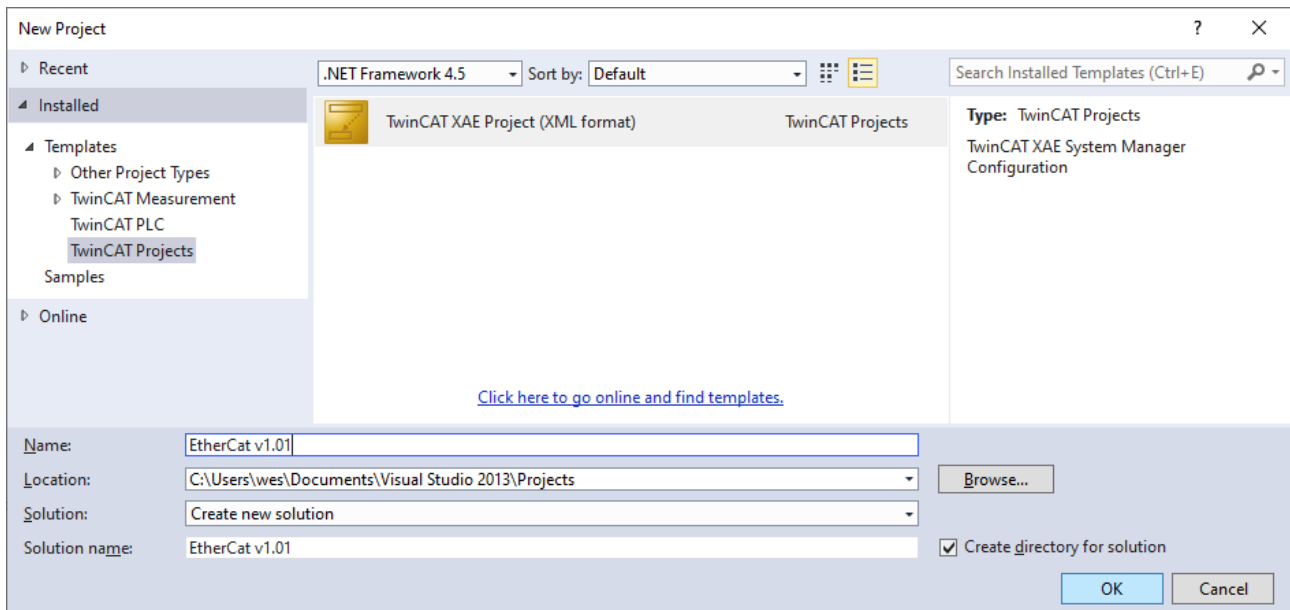 New Project
?
Recent
.NET Framework 4.5
Sort by: Default
Search Installed Templates (Ctrl+E)
Installed
Templates
Other Project Types
TwinCAT Measurement
TwinCAT PLC
TwinCAT Projects
Samples
Online
TwinCAT XAE Project (XML format)
TwinCAT Projects
Type: TwinCAT Projects
TwinCAT XAE System Manager
Configuration
Click here to go online and find templates.
Name: EtherCat v1.01
Location: C:\Users\wes\Documents\Visual Studio 2013\Projects
Browse...
Solution: Create new solution
Solution name: EtherCat v1.01
Create directory for solution
OK
Cancel